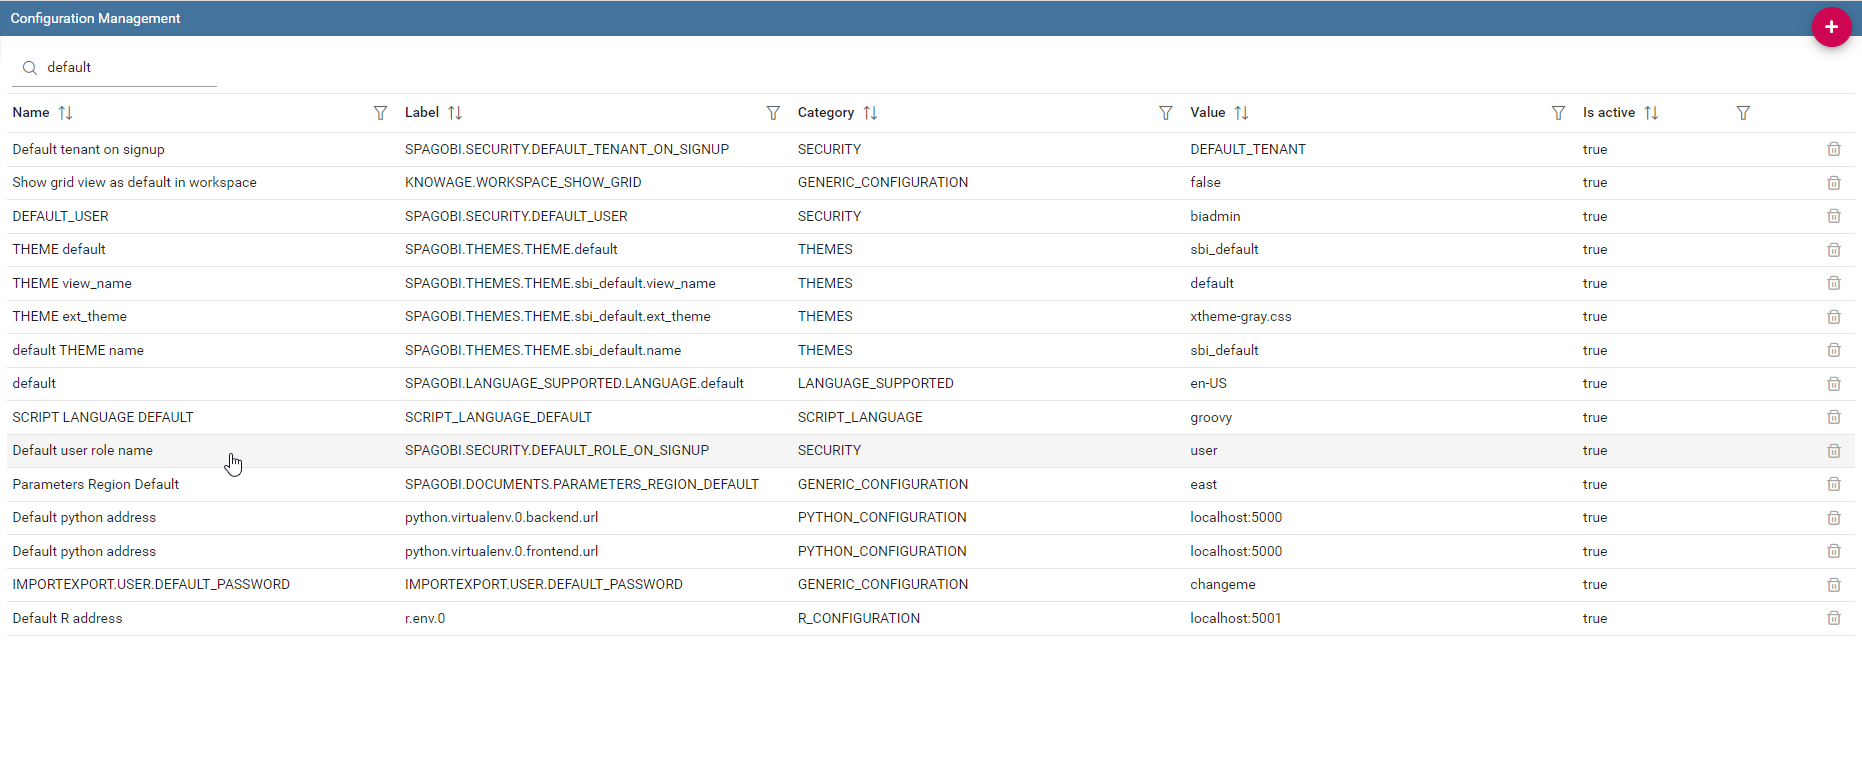 Configuration Management
+
default
Name Label Category Value Is active
Default tenant on signup SPAGOBI.SECURITY.DEFAULT_TENANT_ON_SIGNUP SECURITY DEFAULT_TENANT true
Show grid view as default in workspace KNOWAGE.WORKSPACE_SHOW_GRID GENERIC_CONFIGURATION false true
DEFAULT_USER SPAGOBI.SECURITY.DEFAULT_USER SECURITY biadmin true
THEME default SPAGOBI.THEMES.THEME.default THEMES sbi_default true
THEME view_name SPAGOBI.THEMES.THEME.sbi_default.view_name THEMES default true
THEME ext_theme SPAGOBI.THEMES.THEME.sbi_default.ext_theme THEMES xtheme-gray.css true
default THEME name SPAGOBI.THEMES.THEME.sbi_default.name THEMES sbi_default true
default SPAGOBI.LANGUAGE_SUPPORTED.LANGUAGE.default LANGUAGE_SUPPORTED en-US true
SCRIPT LANGUAGE DEFAULT SCRIPT_LANGUAGE_DEFAULT SCRIPT_LANGUAGE groovy true
Default user role name SPAGOBI.SECURITY.DEFAULT_ROLE_ON_SIGNUP SECURITY user true
Parameters Region Default SPAGOBI.DOCUMENTS.PARAMETERS_REGION_DEFAULT GENERIC_CONFIGURATION east true
Default python address python.virtualenv.0.backend.url PYTHON_CONFIGURATION localhost:5000 true
Default python address python.virtualenv.0.frontend.url PYTHON_CONFIGURATION localhost:5000 true
IMPORTEXPORT.USER.DEFAULT_PASSWORD IMPORTEXPORT.USER.DEFAULT_PASSWORD GENERIC_CONFIGURATION changeme true
Default R address r.env.0 R_CONFIGURATION localhost:5001 true